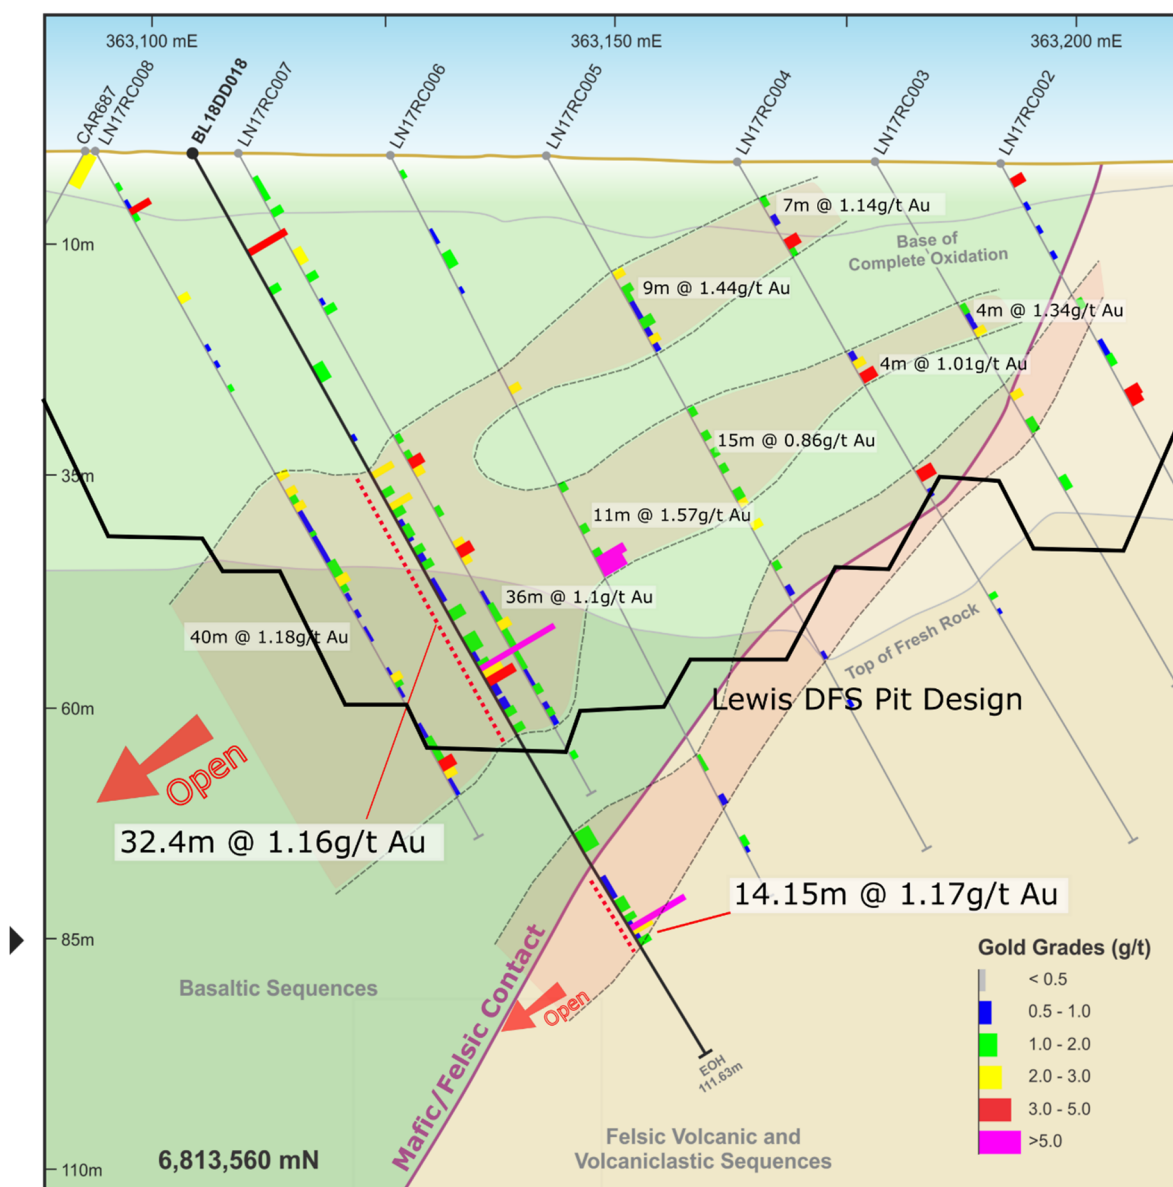 363,100 mE
363,150 mE
363,200 mE
CAR687
LN17RC008
BL18DD018
LN17RC007
LN17RC006
LN17RC005
LN17RC004
LN17RC003
LN17RC002
7m @ 1.14g/t Au
10m
Base of
Complete Oxidation
9m @ 1.44g/t Au
4m @ 1.34g/t Au
4m @ 1.01g/t Au
15m @ 0.86g/t Au
35m
11m @ 1.57g/t Au
36m @ 1.1g/t Au
40m @ 1.18g/t Au
Top of Fresh Rock
60m
Lewis DFS Pit Design
Open
32.4m @ 1.16g/t Au
14.15m @ 1.17g/t Au
85m
Gold Grades (g/t)
< 0.5
0.5 - 1.0
1.0 - 2.0
2.0 - 3.0
3.0 - 5.0
>5.0
Basaltic Sequences
Mafic/Felsic Contact
Open
EOH
111.63m
Felsic Volcanic and
Volcaniclastic Sequences
6,813,560 mN
110m